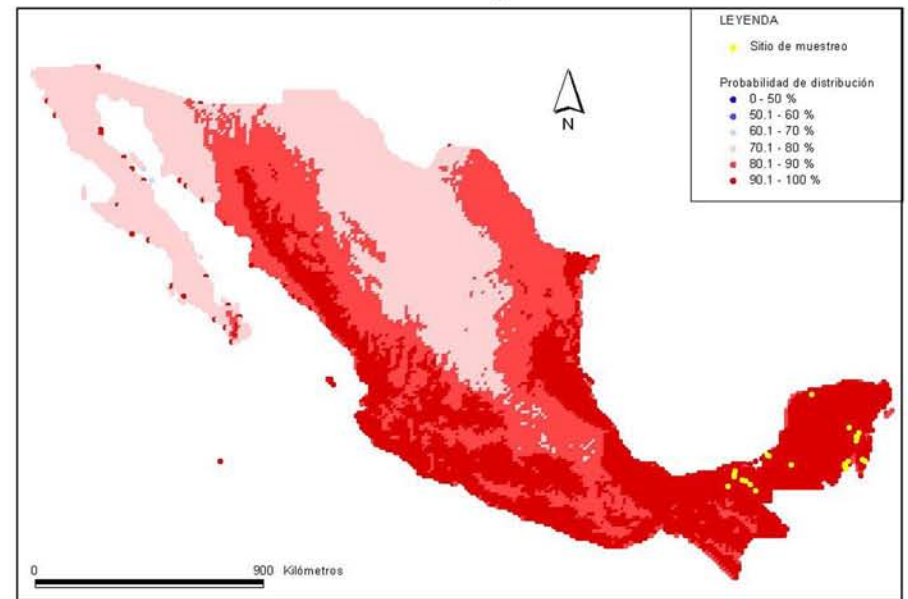 LEYENDA
Sitio de muestreo
Probabilidad de distribución
0 - 50 %
50.1 - 60 %
60.1 - 70 %
70.1 - 80 %
80.1 - 90 %
90.1 - 100 %
N
0 900 Kilómetros